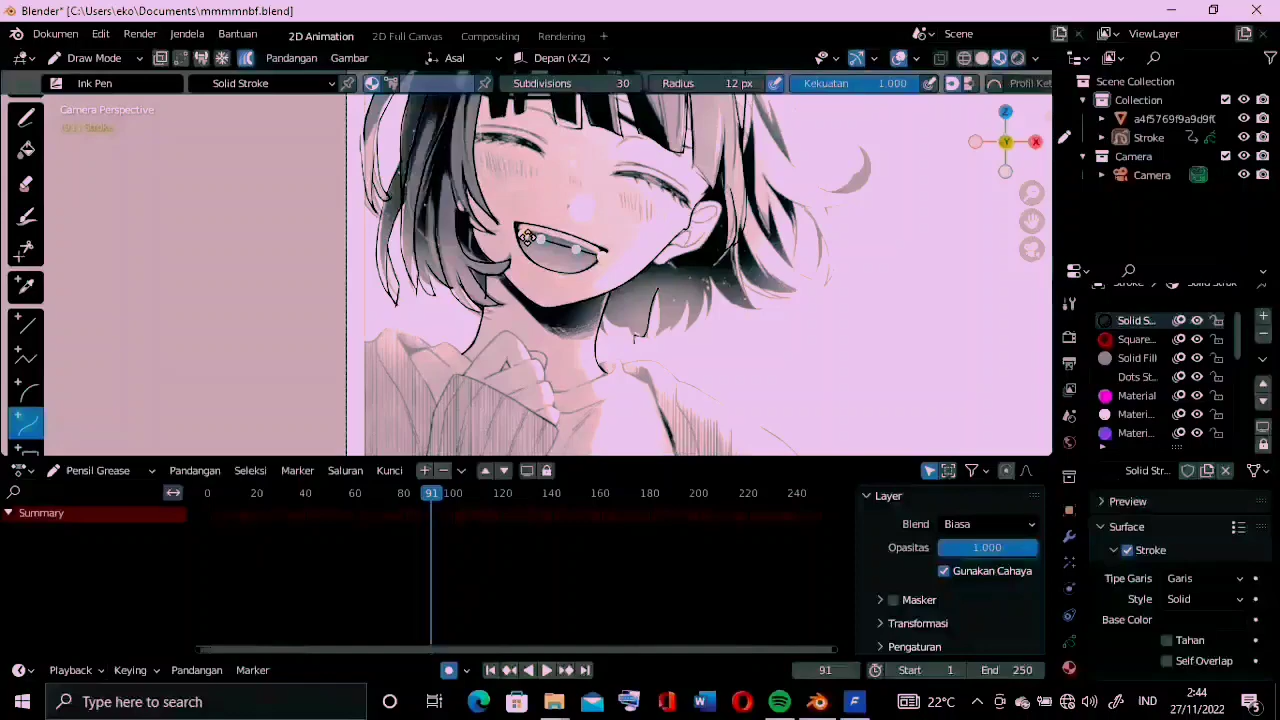 Blender* [C:\Users\eko\Documents\mmmmnbf.blend]
Dokumen Edit Render Jendela Bantuan 2D Animation 2D Full Canvas Compositing Rendering + Scene ViewLayer
Draw Mode Pandangan Gambar Asal Depan (X-Z)
Ink Pen Solid Stroke Subdivisions 30 Radius 12 px Kekuatan 1.000 Profil Ket
Camera Perspective
Z
Y
X
Scene Collection
Collection
a4f5769f9a9d9f(
Stroke
Camera
Camera
Solid S...
Square...
Solid Fill
Dots St...
Material
Materi...
Materi...
Pensil Grease Pandangan Seleksi Marker Saluran Kunci
Solid Str...
0 20 40 60 80 91 100 120 140 160 180 200 220 240
Summary
Layer
Blend Biasa
Opasitas 1.000
Gunakan Cahaya
Masker
Transformasi
Pengaturan
Preview
Surface
Stroke
Tipe Garis Garis
Style Solid
Base Color
Tahan
Self Overlap
Playback Keying Pandangan Marker 91 Start 1 End 250
Type here to search 22°C IND 2:44
27/11/2022
5